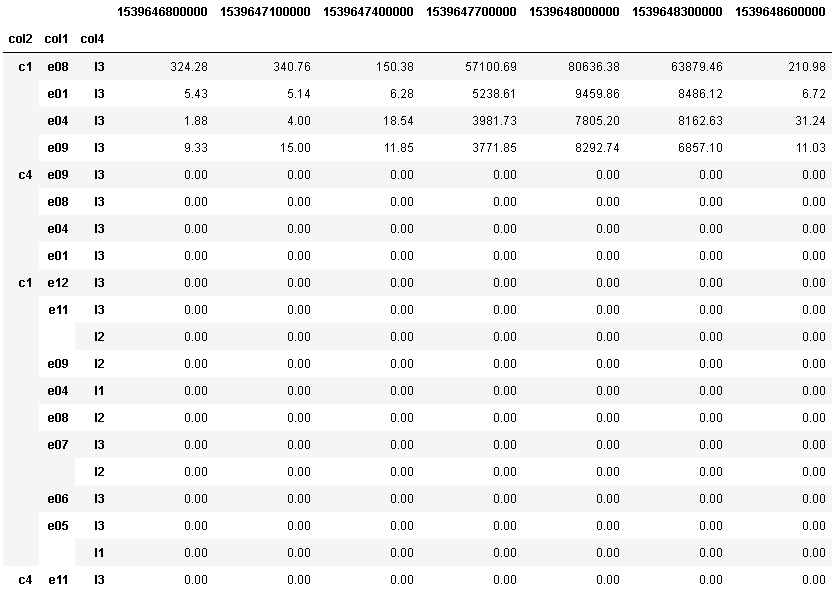 1539646800000 1539647100000 1539647400000 1539647700000 1539648000000 1539648300000 1539648600000
col2 col1 col4
c1 e08 l3 324.28 340.76 150.38 57100.69 80636.38 63879.46 210.98
e01 l3 5.43 5.14 6.28 5238.61 9459.86 8486.12 6.72
e04 l3 1.88 4.00 18.54 3981.73 7805.20 8162.63 31.24
e09 l3 9.33 15.00 11.85 3771.85 8292.74 6857.10 11.03
c4 e09 l3 0.00 0.00 0.00 0.00 0.00 0.00 0.00
e08 l3 0.00 0.00 0.00 0.00 0.00 0.00 0.00
e04 l3 0.00 0.00 0.00 0.00 0.00 0.00 0.00
e01 l3 0.00 0.00 0.00 0.00 0.00 0.00 0.00
c1 e12 l3 0.00 0.00 0.00 0.00 0.00 0.00 0.00
e11 l3 0.00 0.00 0.00 0.00 0.00 0.00 0.00
l2 0.00 0.00 0.00 0.00 0.00 0.00 0.00
e09 l2 0.00 0.00 0.00 0.00 0.00 0.00 0.00
e04 l1 0.00 0.00 0.00 0.00 0.00 0.00 0.00
e08 l2 0.00 0.00 0.00 0.00 0.00 0.00 0.00
e07 l3 0.00 0.00 0.00 0.00 0.00 0.00 0.00
l2 0.00 0.00 0.00 0.00 0.00 0.00 0.00
e06 l3 0.00 0.00 0.00 0.00 0.00 0.00 0.00
e05 l3 0.00 0.00 0.00 0.00 0.00 0.00 0.00
l1 0.00 0.00 0.00 0.00 0.00 0.00 0.00
c4 e11 l3 0.00 0.00 0.00 0.00 0.00 0.00 0.00